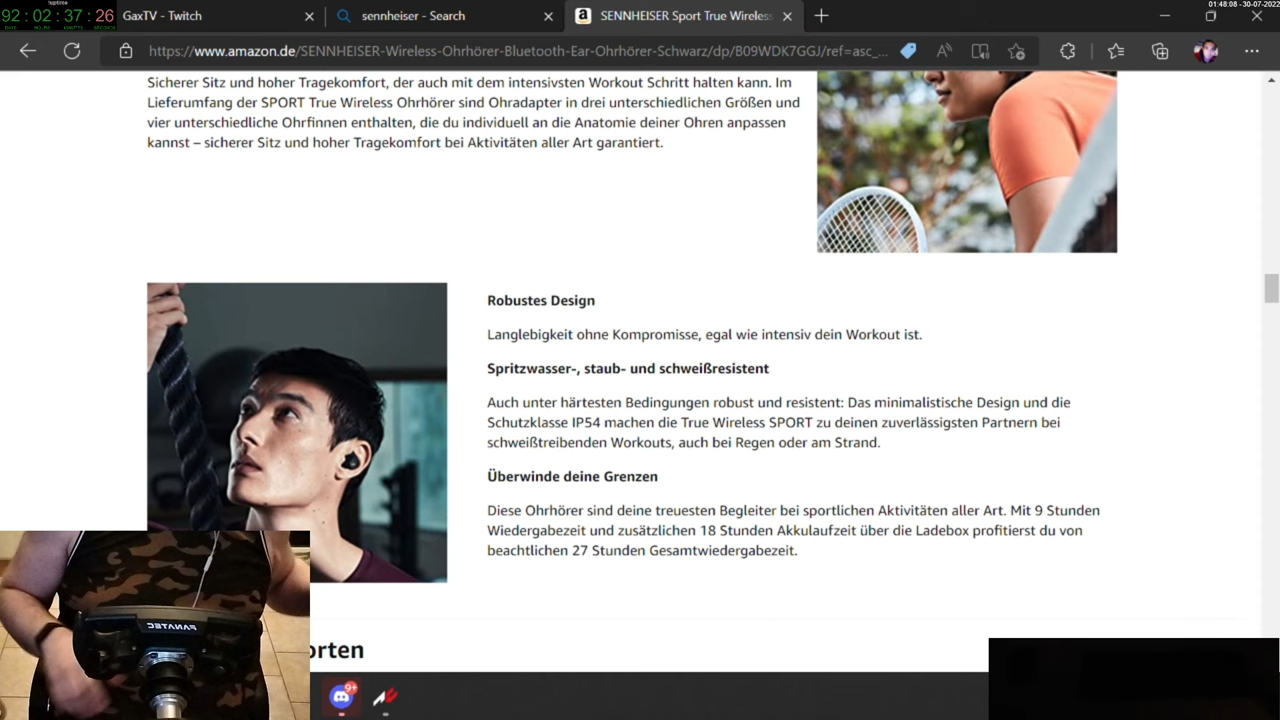 92:02:37:26
DAYS HOURS MINUTES SECONDS
GaxTV - Twitch
sennheiser - Search
SENNHEISER Sport True Wireless
01:48:08 - 30-07-2022
https://www.amazon.de/SENNHEISER-Wireless-Ohrhörer-Bluetooth-Ear-Ohrhörer-Schwarz/dp/B09WDK7GGJ/ref=asc_...
Sicherer Sitz und hoher Tragekomfort, der auch mit dem intensivsten Workout Schritt halten kann. Im
Lieferumfang der SPORT True Wireless Ohrhörer sind Ohradapter in drei unterschiedlichen Größen und
vier unterschiedliche Ohrfinnen enthalten, die du individuell an die Anatomie deiner Ohren anpassen
kannst – sicherer Sitz und hoher Tragekomfort bei Aktivitäten aller Art garantiert.
Robustes Design
Langlebigkeit ohne Kompromisse, egal wie intensiv dein Workout ist.
Spritzwasser-, staub- und schweißresistent
Auch unter härtesten Bedingungen robust und resistent: Das minimalistische Design und die
Schutzklasse IP54 machen die True Wireless SPORT zu deinen zuverlässigsten Partnern bei
schweißtreibenden Workouts, auch bei Regen oder am Strand.
Überwinde deine Grenzen
Diese Ohrhörer sind deine treuesten Begleiter bei sportlichen Aktivitäten aller Art. Mit 9 Stunden
Wiedergabezeit und zusätzlichen 18 Stunden Akkulaufzeit über die Ladebox profitierst du von
beachtlichen 27 Stunden Gesamtwiedergabezeit.
orten
FANATEC
9+